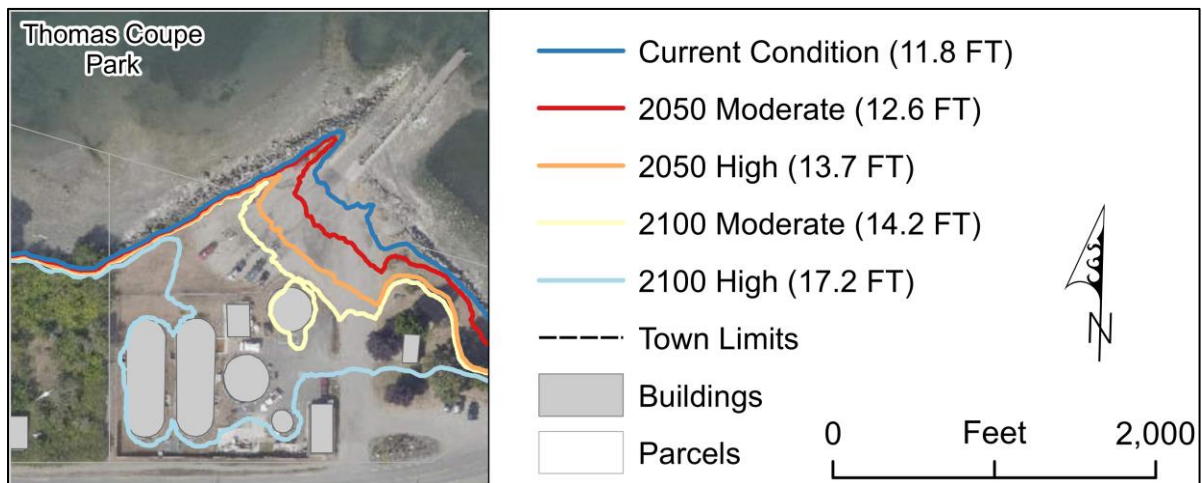 Thomas Coupe
Park
Current Condition (11.8 FT)
2050 Moderate (12.6 FT)
2050 High (13.7 FT)
2100 Moderate (14.2 FT)
2100 High (17.2 FT)
Town Limits
Buildings
Parcels
N
0 Feet 2,000